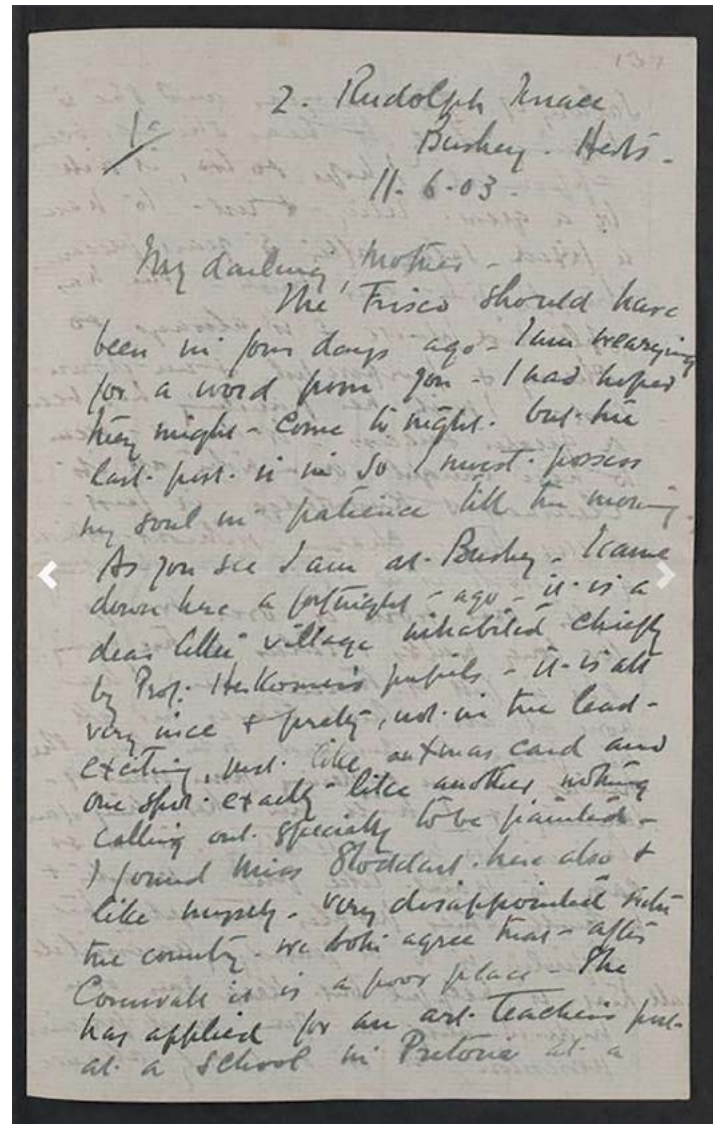 2. Rudolph Terrace
Bushey. Herts.
1c
11.6.03.
My darling Mother –
The Frisco should have
been in four days ago – I am wearying
for a word from you – I had hoped
they might – come to night. but the
last. post. is in so I must. possess
my soul in patience till the morning
As you see I am at. Bushey – I came
down here a fortnight – ago – it. is a
dear little village inhabited chiefly
by Prof. Herkomer's pupils – it. is all
very nice & pretty, not. in the least –
exciting, just. like an Xmas card and
one spot. exactly like another nothing
calling out. specially to be painted –
I found Miss Stoddart. here also &
like myself – very disappointed with
the country – we both agree that – after
Cornwall it is a poor place – She
has applied for an art. Teachers post.
at. a School in Pretoria at. a